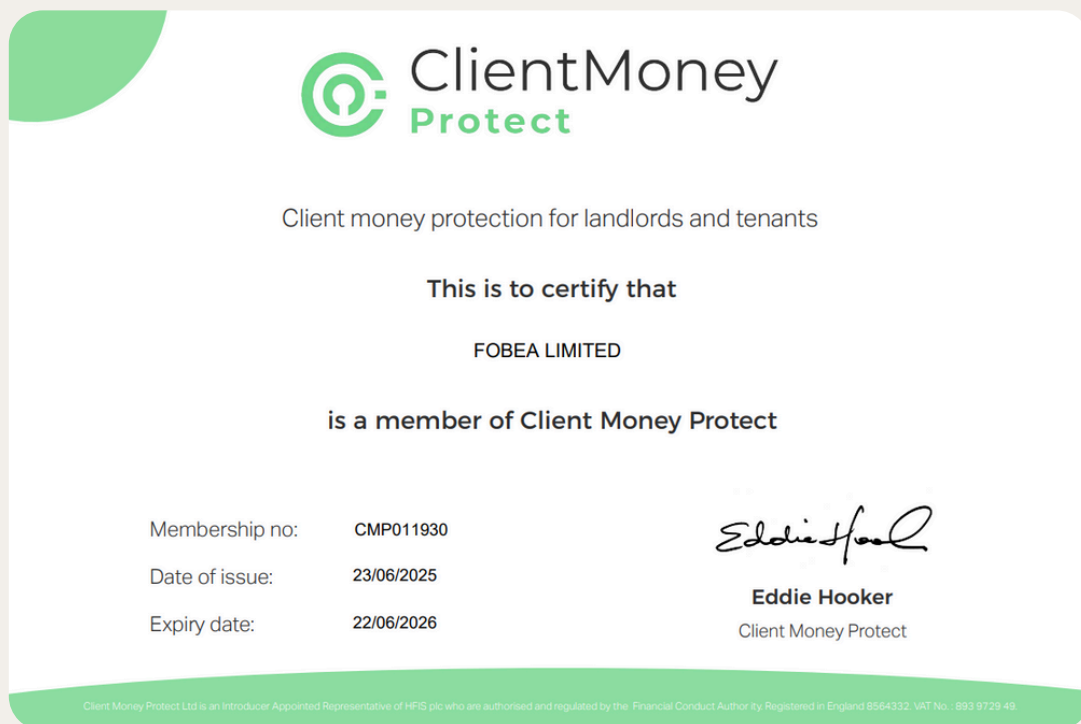 ClientMoney
Protect
Client money protection for landlords and tenants
This is to certify that
FOBEA LIMITED
is a member of Client Money Protect
Membership no: CMP011930
Date of issue: 23/06/2025
Expiry date: 22/06/2026
Eddie Hooker
Client Money Protect
Client Money Protect Ltd is an Introducer Appointed Representative of HFIS plc who are authorised and regulated by the Financial Conduct Author ity. Registered in England 8564332. VAT No. : 893 9729 49.